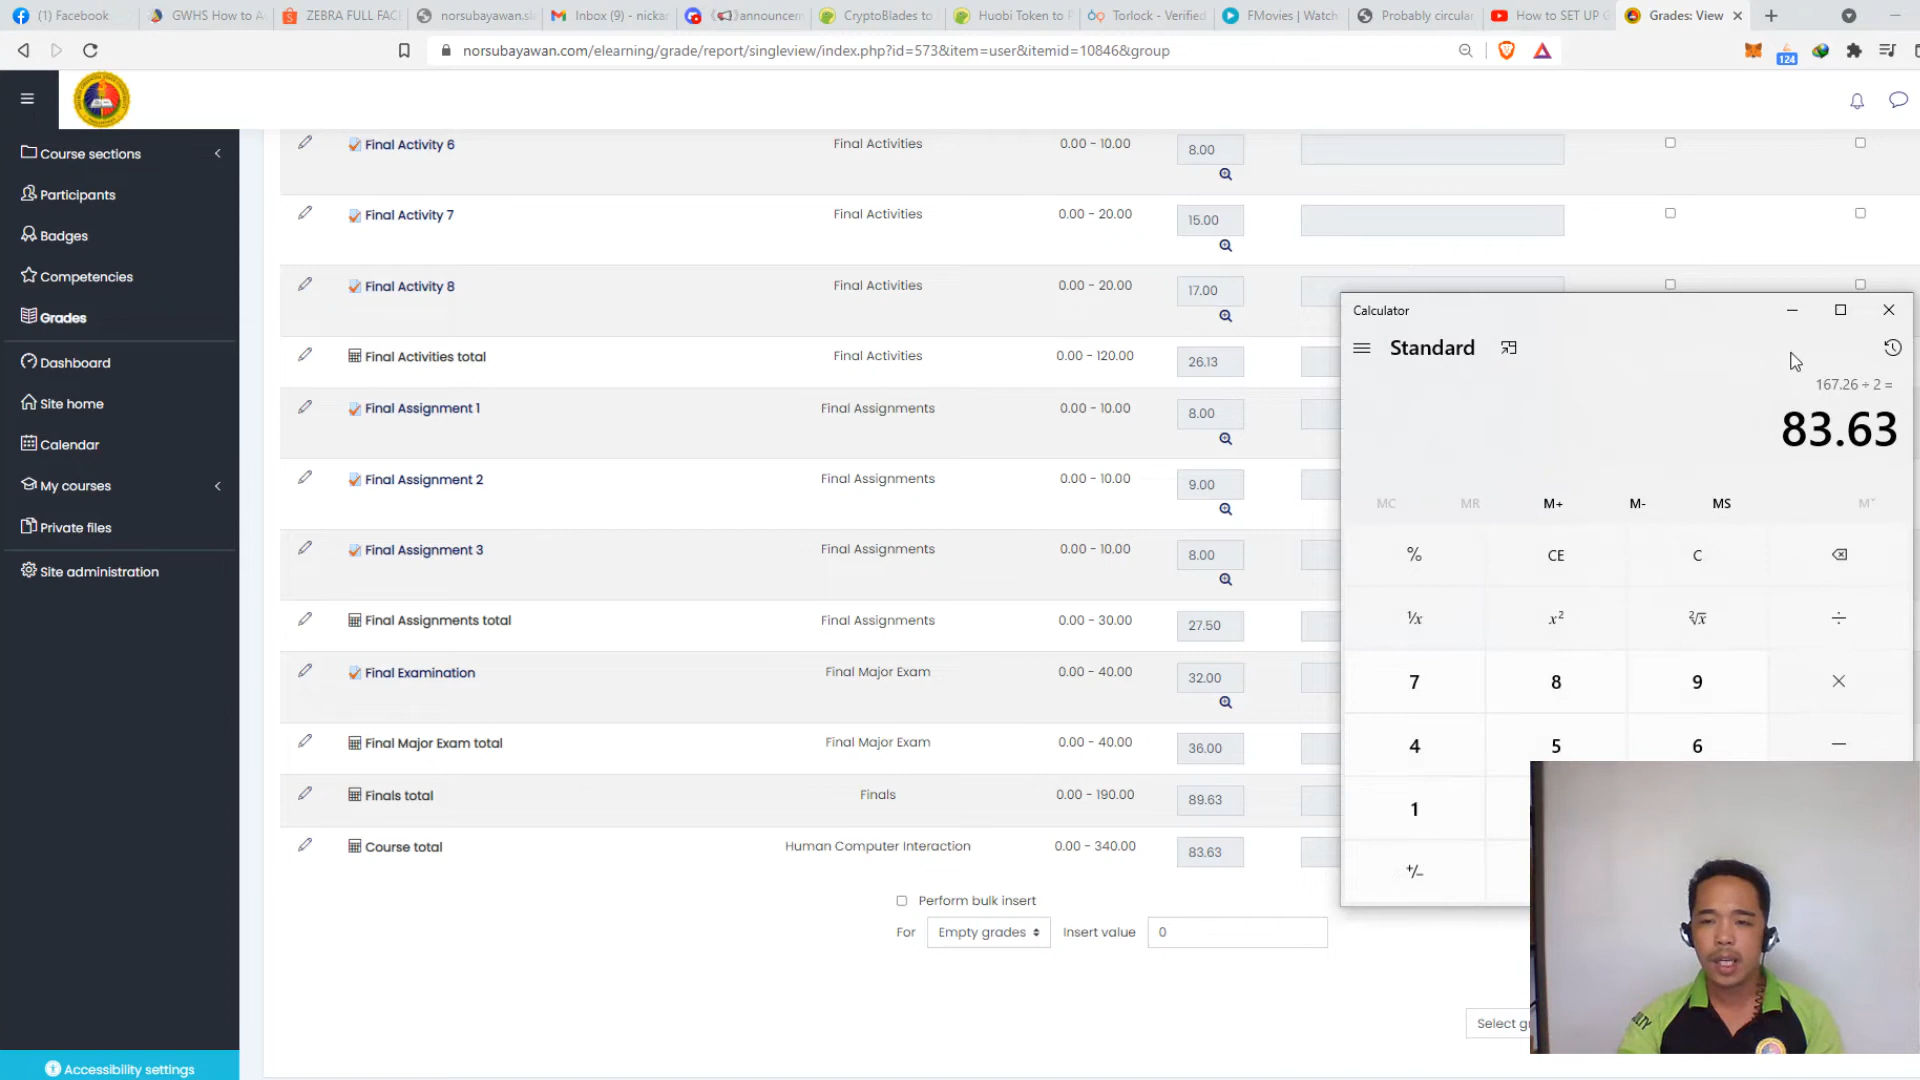 (1) Facebook
GWHS How to A
ZEBRA FULL FAC
norsubayawan.s
Inbox (9) - nicka
announcem
CryptoBlades to
Huobi Token to P
Torlock - Verified
FMovies | Watch
Probably circular
How to SET UP G
Grades: View
norsubayawan.com/elearning/grade/report/singleview/index.php?id=573&item=user&itemid=10846&group
124
Course sections
Participants
Badges
Competencies
Grades
Dashboard
Site home
Calendar
My courses
Private files
Site administration
Accessibility settings
Final Activity 6 Final Activities 0.00 - 10.00 8.00
Final Activity 7 Final Activities 0.00 - 20.00 15.00
Final Activity 8 Final Activities 0.00 - 20.00 17.00
Final Activities total Final Activities 0.00 - 120.00 26.13
Final Assignment 1 Final Assignments 0.00 - 10.00 8.00
Final Assignment 2 Final Assignments 0.00 - 10.00 9.00
Final Assignment 3 Final Assignments 0.00 - 10.00 8.00
Final Assignments total Final Assignments 0.00 - 30.00 27.50
Final Examination Final Major Exam 0.00 - 40.00 32.00
Final Major Exam total Final Major Exam 0.00 - 40.00 36.00
Finals total Finals 0.00 - 190.00 89.63
Course total Human Computer Interaction 0.00 - 340.00 83.63
Perform bulk insert
For Empty grades Insert value 0
Select gr
Calculator
Standard
167.26 ÷ 2 =
83.63
MC MR M+ M- MS M˅
% CE C
¹/x x² ²√x ÷
7 8 9 ×
4 5 6 −
1
+/-